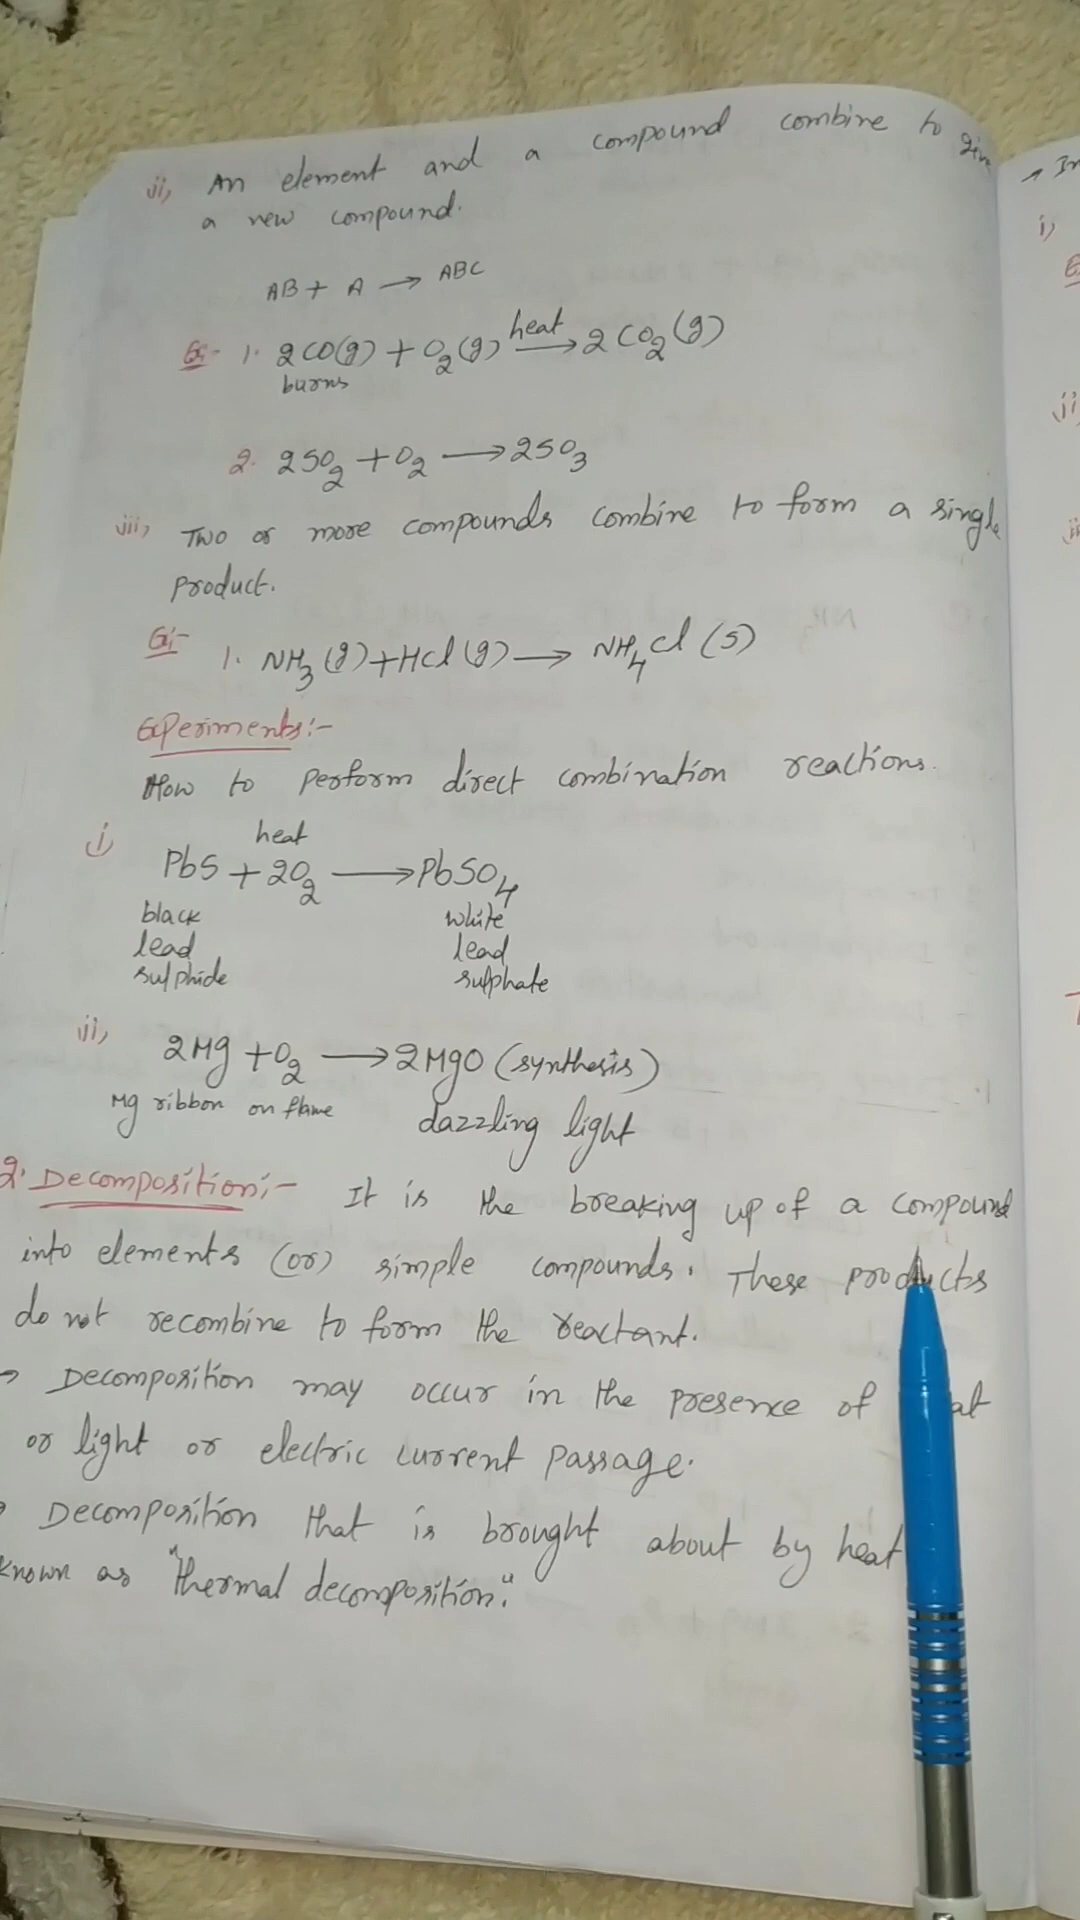 ii, An element and a compound combine to give
a new compound.
AB + A → ABC
Ex:- 1. 2CO(g) + O₂(g) heat→ 2CO₂(g)
burns
2. 2SO₂ + O₂ → 2SO₃
iii, Two or more compounds combine to form a single
product.
Ex:- 1. NH₃(g) + HCl(g) → NH₄Cl (s)
Experiments:-
How to perform direct combination reactions.
i, heat
PbS + 2O₂ → PbSO₄
black white
lead lead
sulphide sulphate
ii, 2Mg + O₂ → 2MgO (synthesis)
Mg ribbon on flame dazzling light
2. Decomposition:- It is the breaking up of a compound
into elements (or) simple compounds. These products
do not recombine to form the reactant.
→ Decomposition may occur in the presence of
or light or electric current passage.
Decomposition that is brought about by heat
known as "thermal decomposition."
→ In
i,
ii,